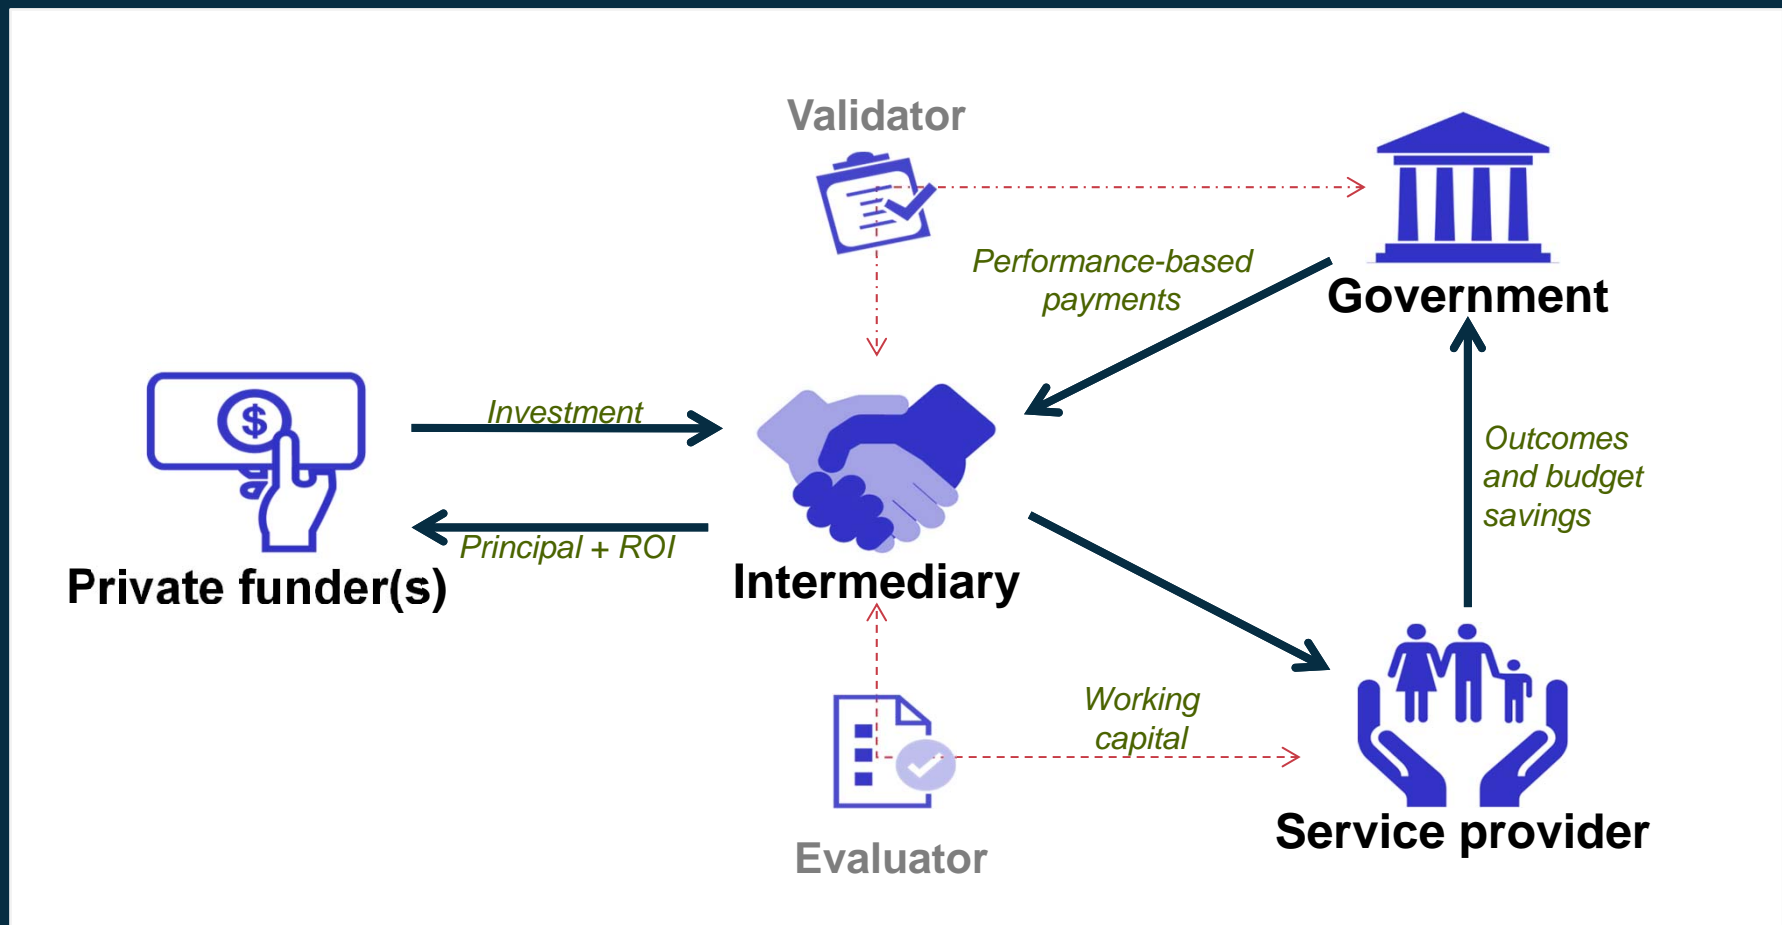 Validator
Performance-based
payments
Government
Investment
$
Outcomes
and budget
savings
Principal + ROI
Private funder(s)
Intermediary
Working
capital
Service provider
Evaluator